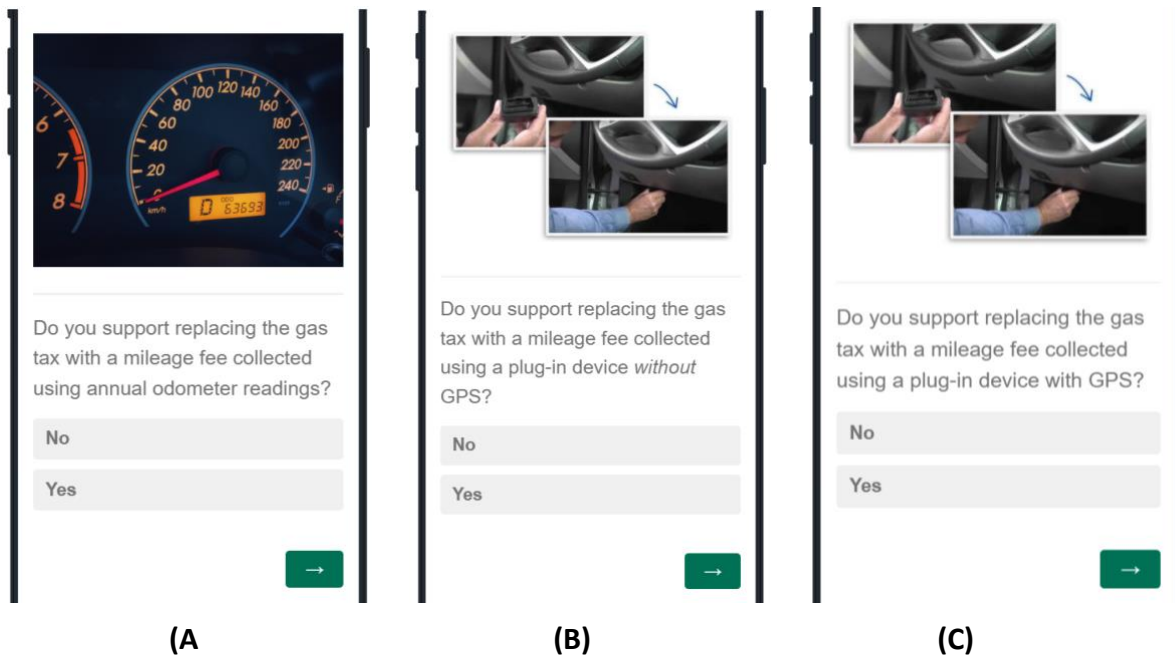 6
7
8
0
20
40
60
80
100
120
140
160
180
200
220
240
km/h
D
ODO
63693
Do you support replacing the gas
tax with a mileage fee collected
using annual odometer readings?
No
Yes
→
(A
Do you support replacing the gas
tax with a mileage fee collected
using a plug-in device without
GPS?
No
Yes
→
(B)
Do you support replacing the gas
tax with a mileage fee collected
using a plug-in device with GPS?
No
Yes
→
(C)